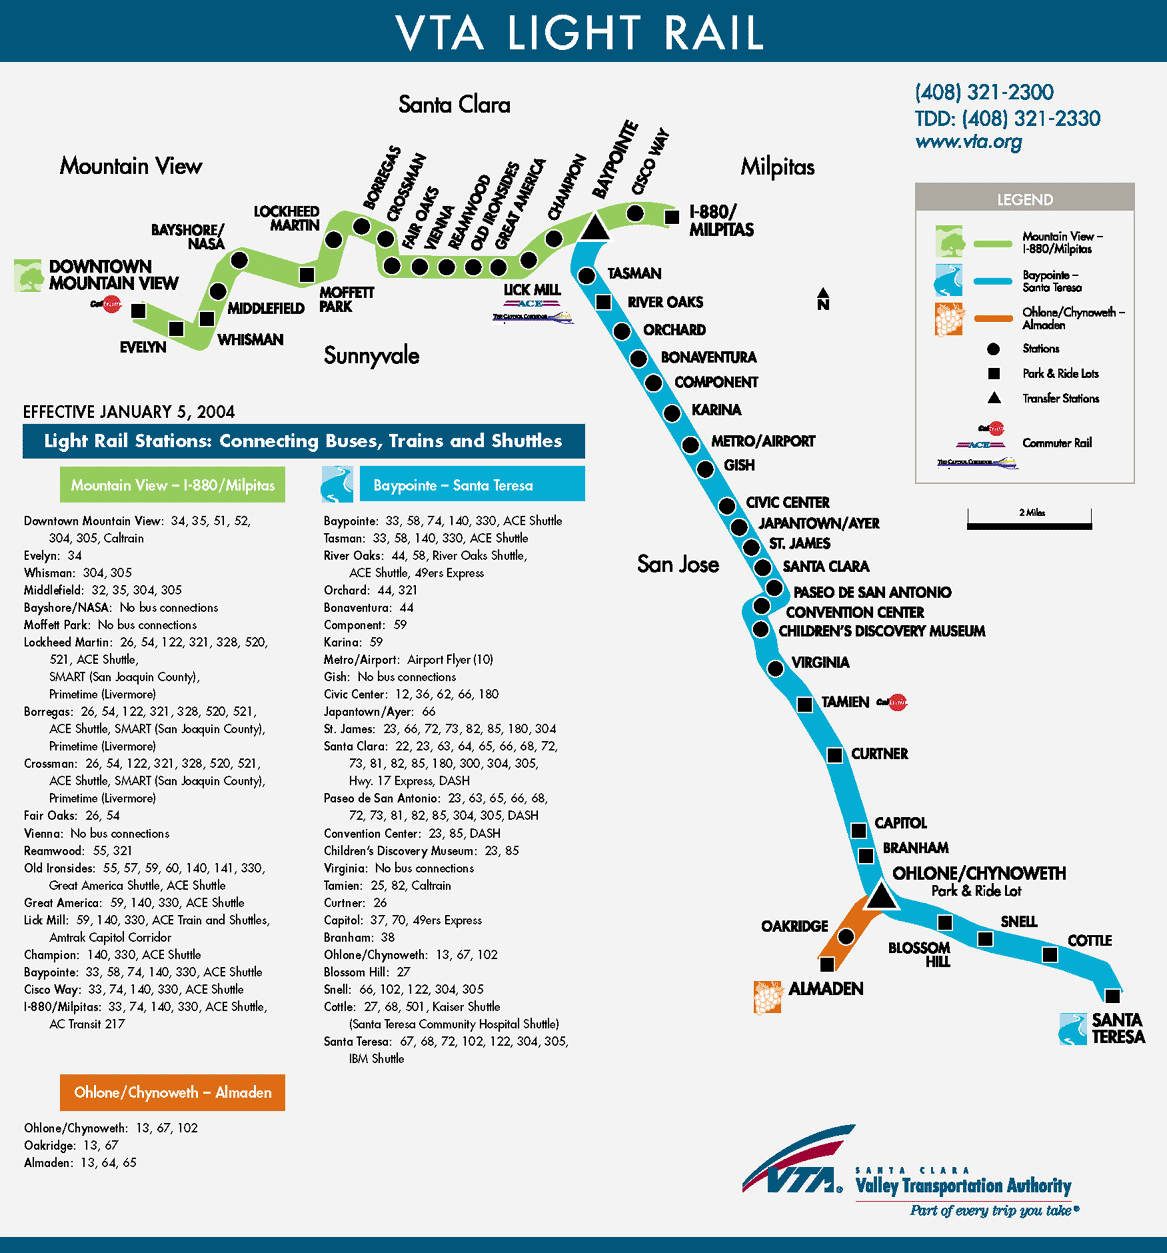 VTA LIGHT RAIL
(408) 321-2300
TDD: (408) 321-2330
www.vta.org
Santa Clara
Mountain View
Milpitas
Sunnyvale
San Jose
DOWNTOWN
MOUNTAIN VIEW
EVELYN
WHISMAN
MIDDLEFIELD
BAYSHORE/
NASA
MOFFETT
PARK
LOCKHEED
MARTIN
BORREGAS
CROSSMAN
FAIR OAKS
VIENNA
REAMWOOD
OLD IRONSIDES
GREAT AMERICA
LICK MILL
ACE
THE CAPITOL CORRIDOR
CHAMPION
BAYPOINTE
CISCO WAY
I-880/
MILPITAS
TASMAN
RIVER OAKS
ORCHARD
BONAVENTURA
COMPONENT
KARINA
METRO/AIRPORT
GISH
CIVIC CENTER
JAPANTOWN/AYER
ST. JAMES
SANTA CLARA
PASEO DE SAN ANTONIO
CONVENTION CENTER
CHILDREN'S DISCOVERY MUSEUM
VIRGINIA
TAMIEN
CURTNER
CAPITOL
BRANHAM
OHLONE/CHYNOWETH
Park & Ride Lot
OAKRIDGE
ALMADEN
BLOSSOM
HILL
SNELL
COTTLE
SANTA
TERESA
N
LEGEND
Mountain View –
I-880/Milpitas
Baypointe –
Santa Teresa
Ohlone/Chynoweth –
Almaden
Stations
Park & Ride Lots
Transfer Stations
ACE
Commuter Rail
THE CAPITOL CORRIDOR
2 Miles
EFFECTIVE JANUARY 5, 2004
Light Rail Stations: Connecting Buses, Trains and Shuttles
Mountain View – I-880/Milpitas
Downtown Mountain View: 34, 35, 51, 52,
304, 305, Caltrain
Evelyn: 34
Whisman: 304, 305
Middlefield: 32, 35, 304, 305
Bayshore/NASA: No bus connections
Moffett Park: No bus connections
Lockheed Martin: 26, 54, 122, 321, 328, 520,
521, ACE Shuttle,
SMART (San Joaquin County),
Primetime (Livermore)
Borregas: 26, 54, 122, 321, 328, 520, 521,
ACE Shuttle, SMART (San Joaquin County),
Primetime (Livermore)
Crossman: 26, 54, 122, 321, 328, 520, 521,
ACE Shuttle, SMART (San Joaquin County),
Primetime (Livermore)
Fair Oaks: 26, 54
Vienna: No bus connections
Reamwood: 55, 321
Old Ironsides: 55, 57, 59, 60, 140, 141, 330,
Great America Shuttle, ACE Shuttle
Great America: 59, 140, 330, ACE Shuttle
Lick Mill: 59, 140, 330, ACE Train and Shuttles,
Amtrak Capitol Corridor
Champion: 140, 330, ACE Shuttle
Baypointe: 33, 58, 74, 140, 330, ACE Shuttle
Cisco Way: 33, 74, 140, 330, ACE Shuttle
I-880/Milpitas: 33, 74, 140, 330, ACE Shuttle,
AC Transit 217
Baypointe – Santa Teresa
Baypointe: 33, 58, 74, 140, 330, ACE Shuttle
Tasman: 33, 58, 140, 330, ACE Shuttle
River Oaks: 44, 58, River Oaks Shuttle,
ACE Shuttle, 49ers Express
Orchard: 44, 321
Bonaventura: 44
Component: 59
Karina: 59
Metro/Airport: Airport Flyer (10)
Gish: No bus connections
Civic Center: 12, 36, 62, 66, 180
Japantown/Ayer: 66
St. James: 23, 66, 72, 73, 82, 85, 180, 304
Santa Clara: 22, 23, 63, 64, 65, 66, 68, 72,
73, 81, 82, 85, 180, 300, 304, 305,
Hwy. 17 Express, DASH
Paseo de San Antonio: 23, 63, 65, 66, 68,
72, 73, 81, 82, 85, 304, 305, DASH
Convention Center: 23, 85, DASH
Children's Discovery Museum: 23, 85
Virginia: No bus connections
Tamien: 25, 82, Caltrain
Curtner: 26
Capitol: 37, 70, 49ers Express
Branham: 38
Ohlone/Chynoweth: 13, 67, 102
Blossom Hill: 27
Snell: 66, 102, 122, 304, 305
Cottle: 27, 68, 501, Kaiser Shuttle
(Santa Teresa Community Hospital Shuttle)
Santa Teresa: 67, 68, 72, 102, 122, 304, 305,
IBM Shuttle
Ohlone/Chynoweth – Almaden
Ohlone/Chynoweth: 13, 67, 102
Oakridge: 13, 67
Almaden: 13, 64, 65
VTA®
SANTA CLARA
Valley Transportation Authority
Part of every trip you take®